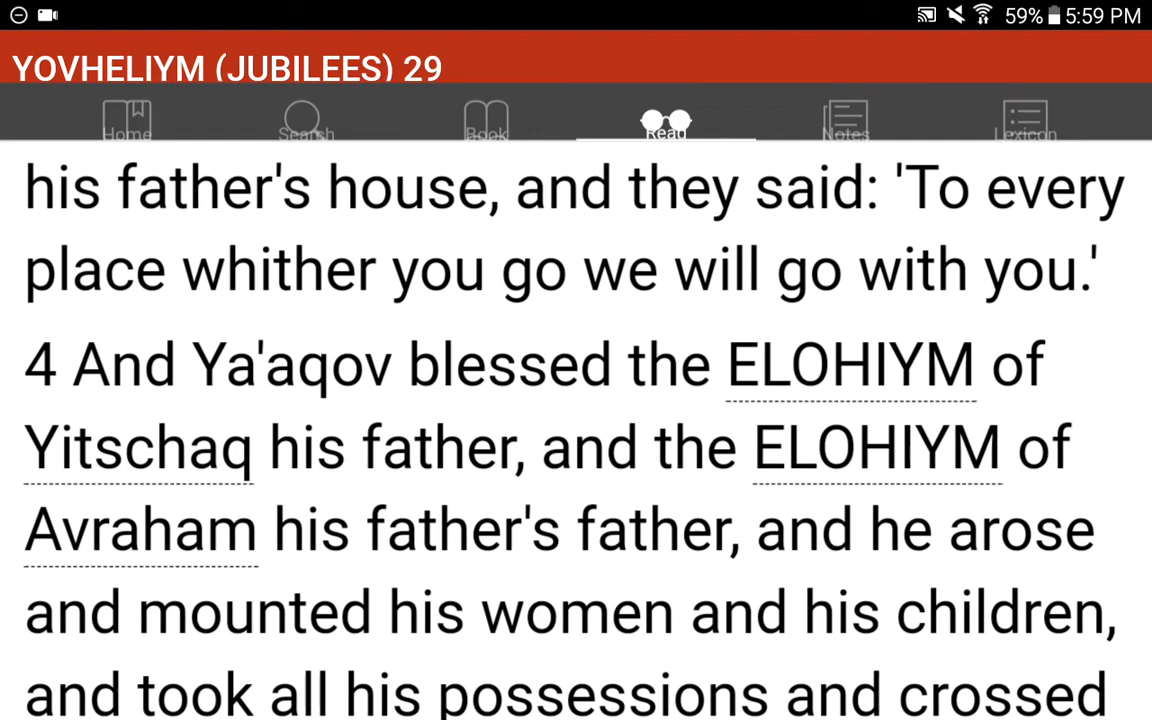 59% 5:59 PM
YOVHELIYM (JUBILEES) 29
Home Search Book Read Notes Lexicon
his father's house, and they said: 'To every
place whither you go we will go with you.'
4 And Ya'aqov blessed the ELOHIYM of
Yitschaq his father, and the ELOHIYM of
Avraham his father's father, and he arose
and mounted his women and his children,
and took all his possessions and crossed